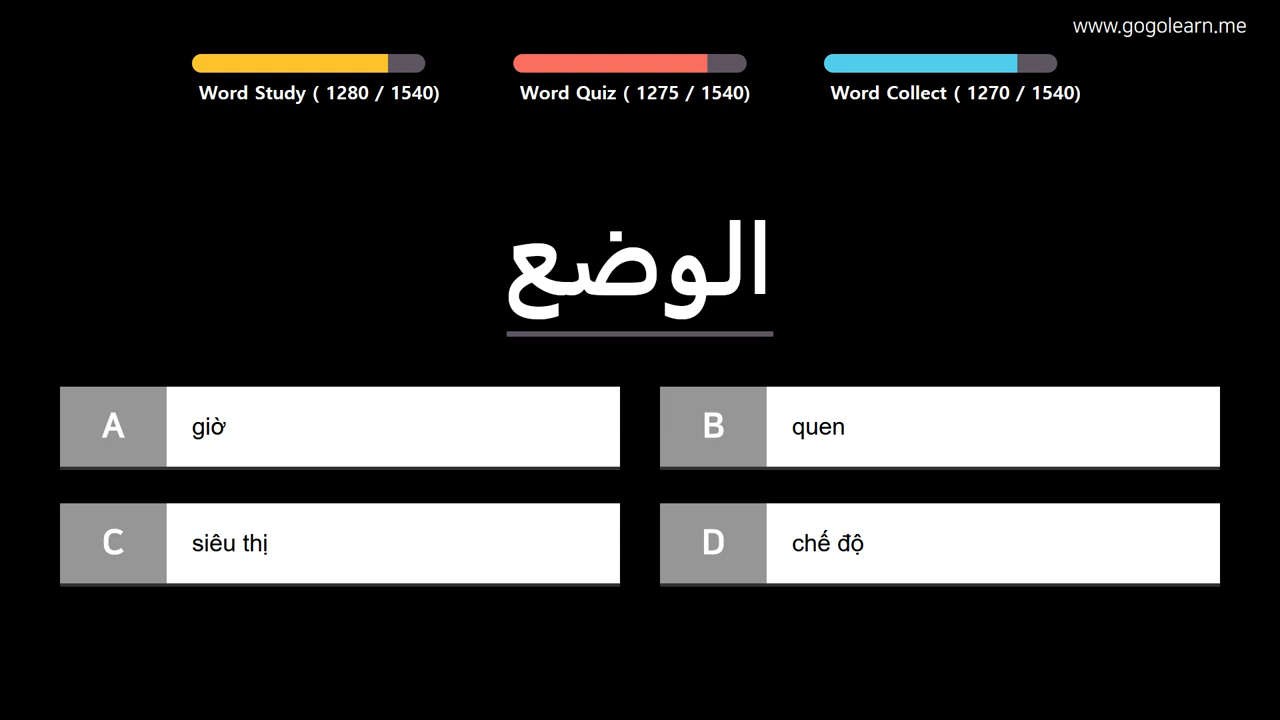 www.gogolearn.me
Word Study ( 1280 / 1540)
Word Quiz ( 1275 / 1540)
Word Collect ( 1270 / 1540)
الوضع
A giờ
B quen
C siêu thị
D chế độ